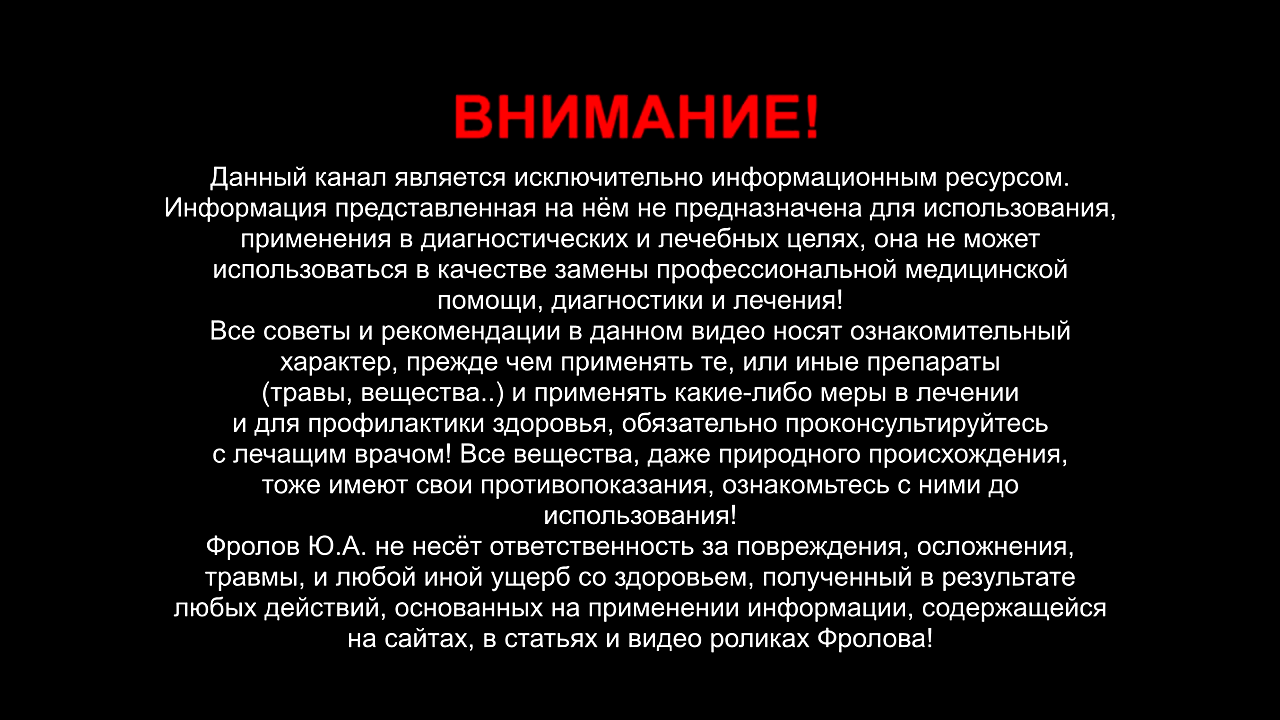 ВНИМАНИЕ!
Данный канал является исключительно информационным ресурсом.
Информация представленная на нём не предназначена для использования,
применения в диагностических и лечебных целях, она не может
использоваться в качестве замены профессиональной медицинской
помощи, диагностики и лечения!
Все советы и рекомендации в данном видео носят ознакомительный
характер, прежде чем применять те, или иные препараты
(травы, вещества..) и применять какие-либо меры в лечении
и для профилактики здоровья, обязательно проконсультируйтесь
с лечащим врачом! Все вещества, даже природного происхождения,
тоже имеют свои противопоказания, ознакомьтесь с ними до
использования!
Фролов Ю.А. не несёт ответственность за повреждения, осложнения,
травмы, и любой иной ущерб со здоровьем, полученный в результате
любых действий, основанных на применении информации, содержащейся
на сайтах, в статьях и видео роликах Фролова!